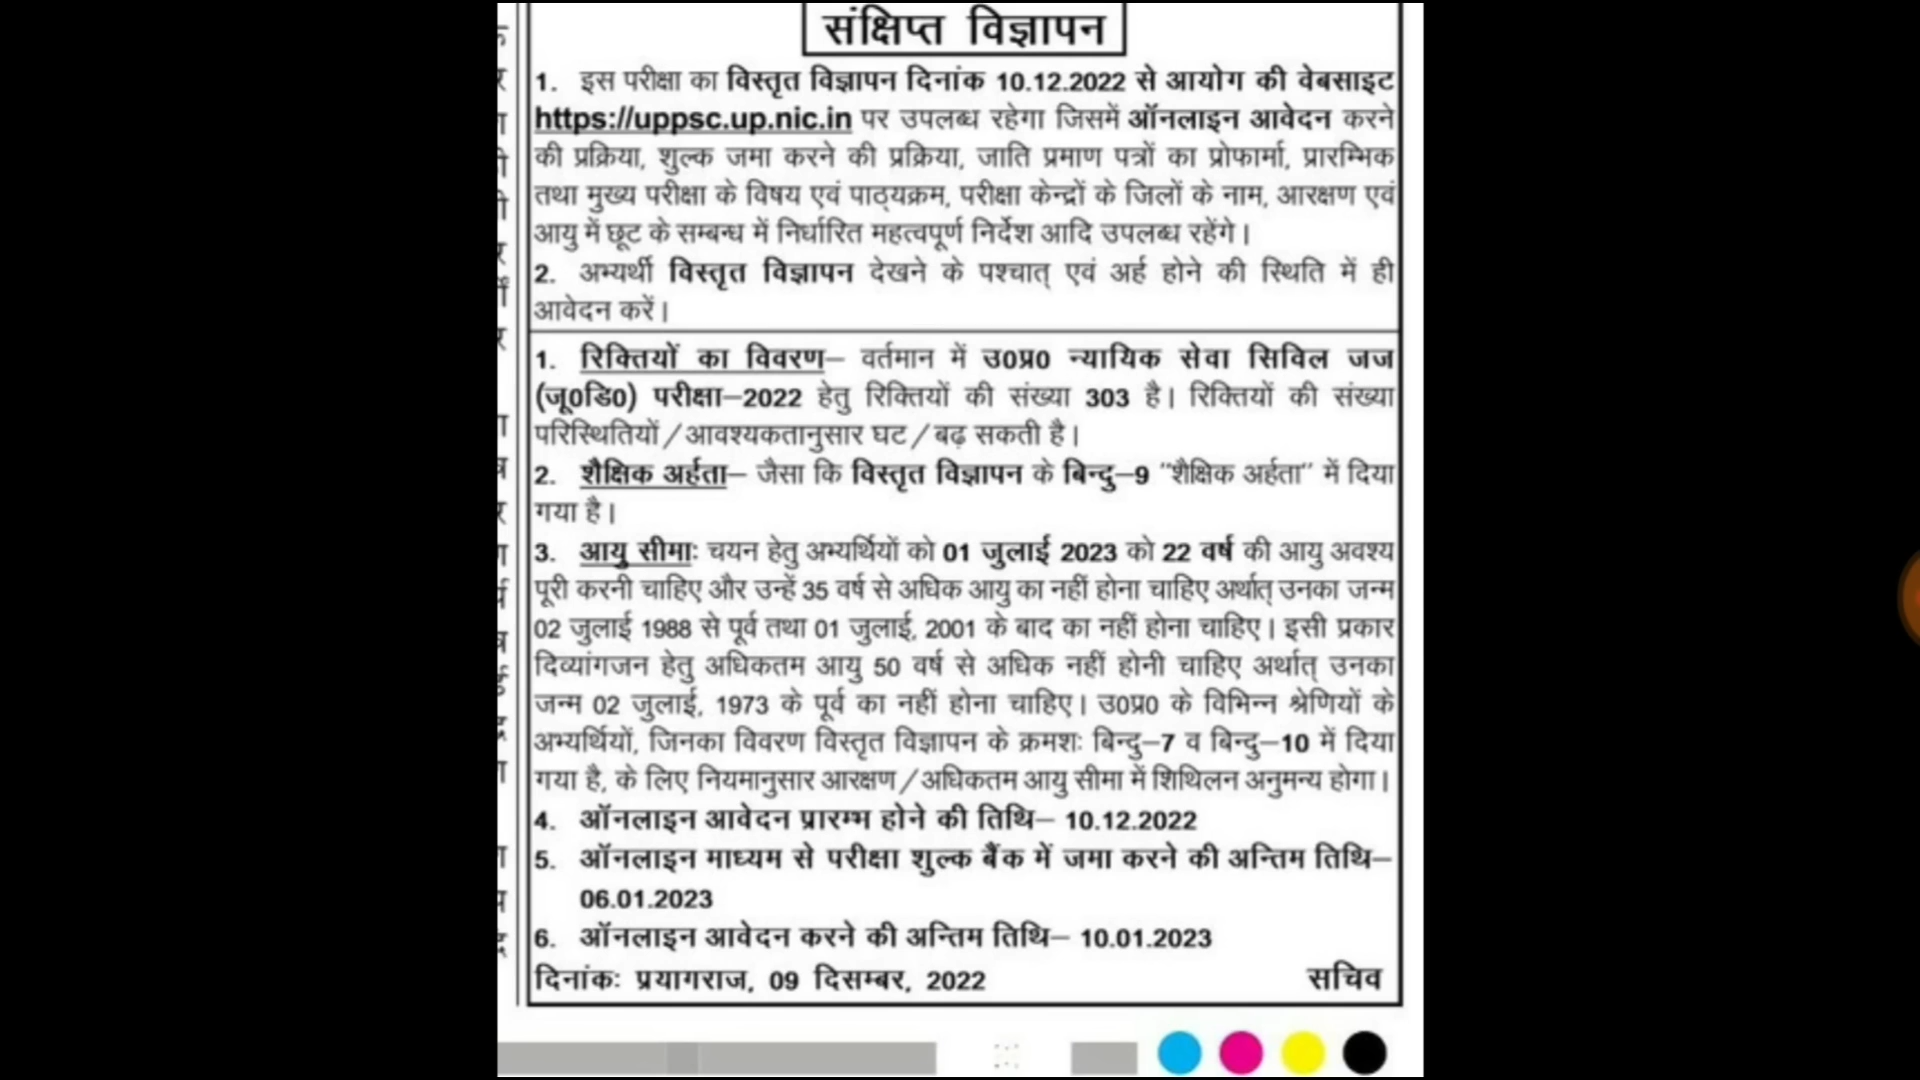 संक्षिप्त विज्ञापन
1. इस परीक्षा का विस्तृत विज्ञापन दिनांक 10.12.2022 से आयोग की वेबसाइट
https://uppsc.up.nic.in पर उपलब्ध रहेगा जिसमें ऑनलाइन आवेदन करने
की प्रक्रिया, शुल्क जमा करने की प्रक्रिया, जाति प्रमाण पत्रों का प्रोफार्मा, प्रारम्भिक
तथा मुख्य परीक्षा के विषय एवं पाठ्यक्रम, परीक्षा केन्द्रों के जिलों के नाम, आरक्षण एवं
आयु में छूट के सम्बन्ध में निर्धारित महत्वपूर्ण निर्देश आदि उपलब्ध रहेंगे।
2. अभ्यर्थी विस्तृत विज्ञापन देखने के पश्चात् एवं अर्ह होने की स्थिति में ही
आवेदन करें।
1. रिक्तियों का विवरण– वर्तमान में उ0प्र0 न्यायिक सेवा सिविल जज
(जू0डि0) परीक्षा–2022 हेतु रिक्तियों की संख्या 303 है। रिक्तियों की संख्या
परिस्थितियों/आवश्यकतानुसार घट/बढ़ सकती है।
2. शैक्षिक अर्हता– जैसा कि विस्तृत विज्ञापन के बिन्दु–9 "शैक्षिक अर्हता" में दिया
गया है।
3. आयु सीमाः चयन हेतु अभ्यर्थियों को 01 जुलाई 2023 को 22 वर्ष की आयु अवश्य
पूरी करनी चाहिए और उन्हें 35 वर्ष से अधिक आयु का नहीं होना चाहिए अर्थात् उनका जन्म
02 जुलाई 1988 से पूर्व तथा 01 जुलाई, 2001 के बाद का नहीं होना चाहिए। इसी प्रकार
दिव्यांगजन हेतु अधिकतम आयु 50 वर्ष से अधिक नहीं होनी चाहिए अर्थात् उनका
जन्म 02 जुलाई, 1973 के पूर्व का नहीं होना चाहिए। उ0प्र0 के विभिन्न श्रेणियों के
अभ्यर्थियों, जिनका विवरण विस्तृत विज्ञापन के क्रमशः बिन्दु–7 व बिन्दु–10 में दिया
गया है, के लिए नियमानुसार आरक्षण/अधिकतम आयु सीमा में शिथिलन अनुमन्य होगा।
4. ऑनलाइन आवेदन प्रारम्भ होने की तिथि– 10.12.2022
5. ऑनलाइन माध्यम से परीक्षा शुल्क बैंक में जमा करने की अन्तिम तिथि–
06.01.2023
6. ऑनलाइन आवेदन करने की अन्तिम तिथि– 10.01.2023
दिनांकः प्रयागराज, 09 दिसम्बर, 2022 सचिव